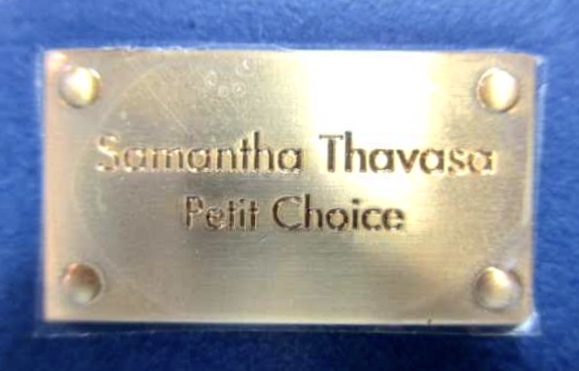 Samantha Thavasa
Petit Choice